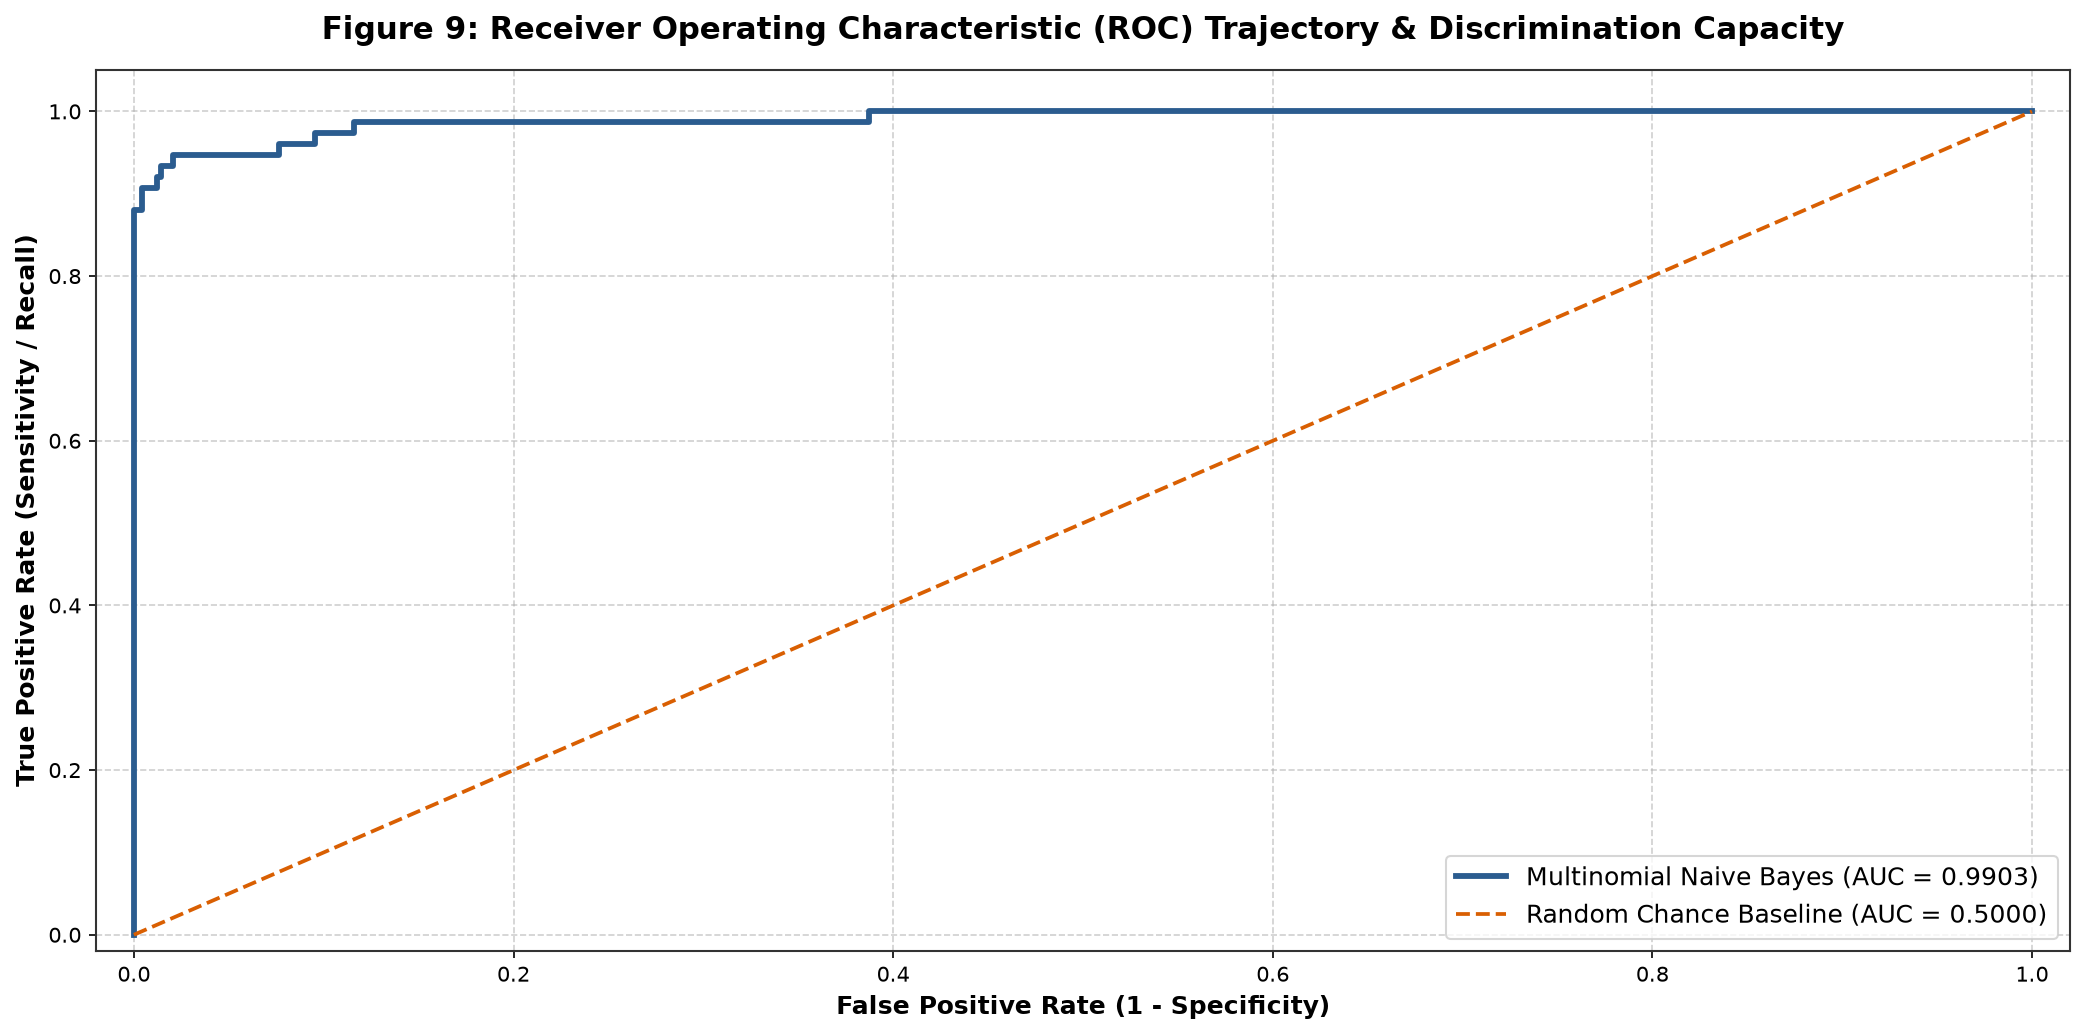 Figure 9: Receiver Operating Characteristic (ROC) Trajectory & Discrimination Capacity
True Positive Rate (Sensitivity / Recall)
1.0
0.8
0.6
0.4
0.2
0.0
Multinomial Naive Bayes (AUC = 0.9903)
Random Chance Baseline (AUC = 0.5000)
0.0 0.2 0.4 0.6 0.8 1.0
False Positive Rate (1 - Specificity)